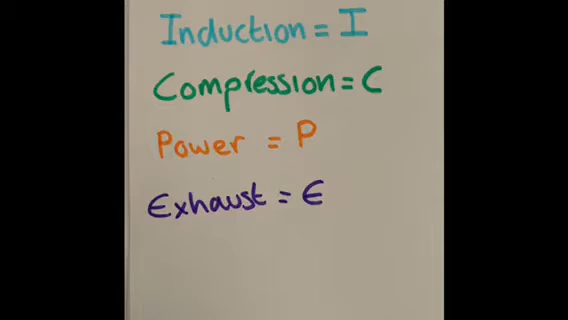 Induction = I
Compression = C
Power = P
Exhaust = E